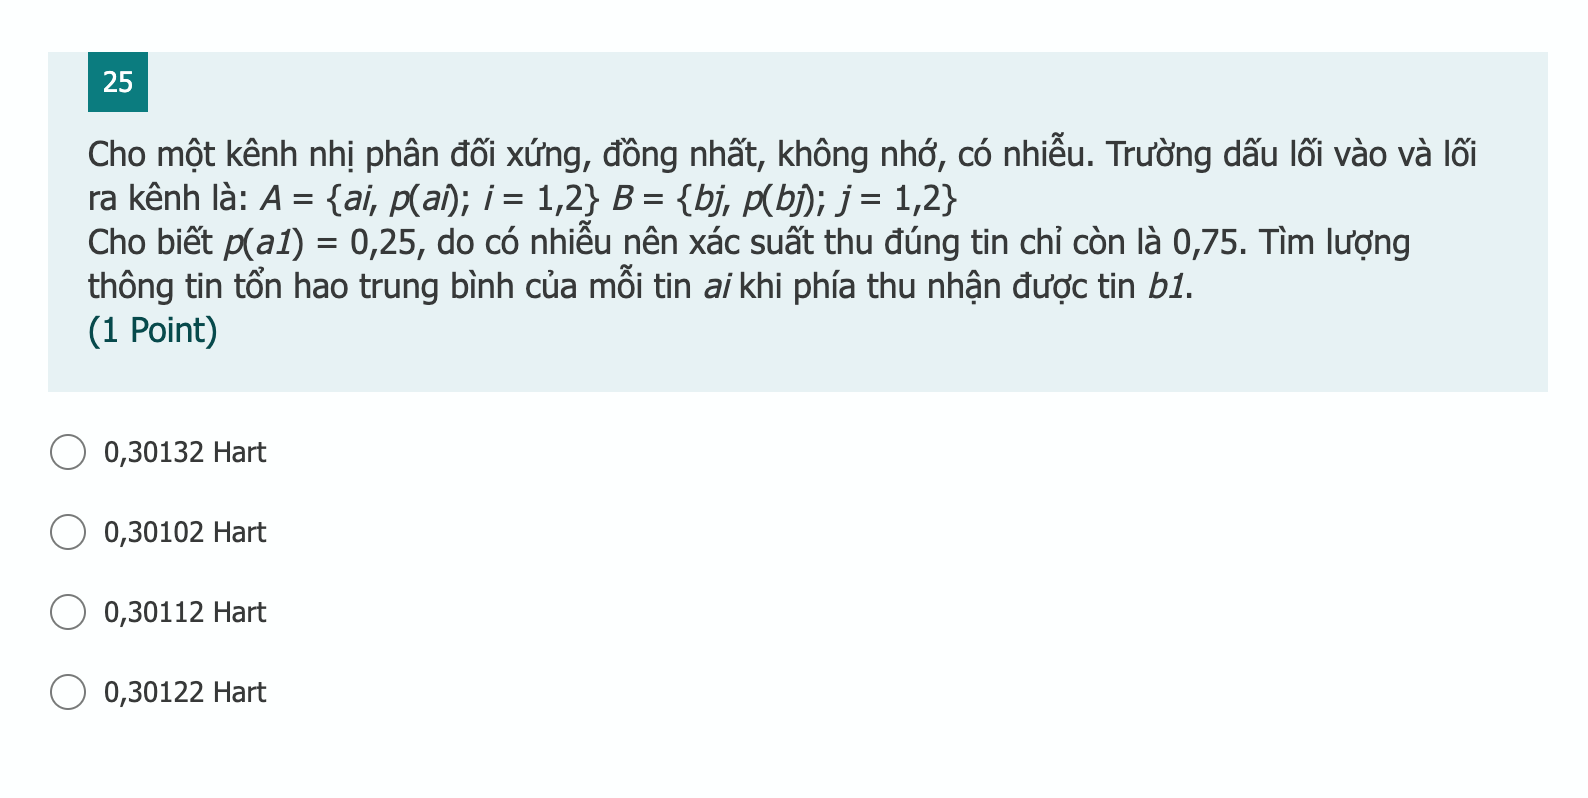 25
Cho một kênh nhị phân đối xứng, đồng nhất, không nhớ, có nhiễu. Trường dấu lối vào và lối
ra kênh là: A = {ai, p(ai); i = 1,2} B = {bj, p(bj); j = 1,2}
Cho biết p(a1) = 0,25, do có nhiễu nên xác suất thu đúng tin chỉ còn là 0,75. Tìm lượng
thông tin tổn hao trung bình của mỗi tin ai khi phía thu nhận được tin b1.
(1 Point)
0,30132 Hart
0,30102 Hart
0,30112 Hart
0,30122 Hart